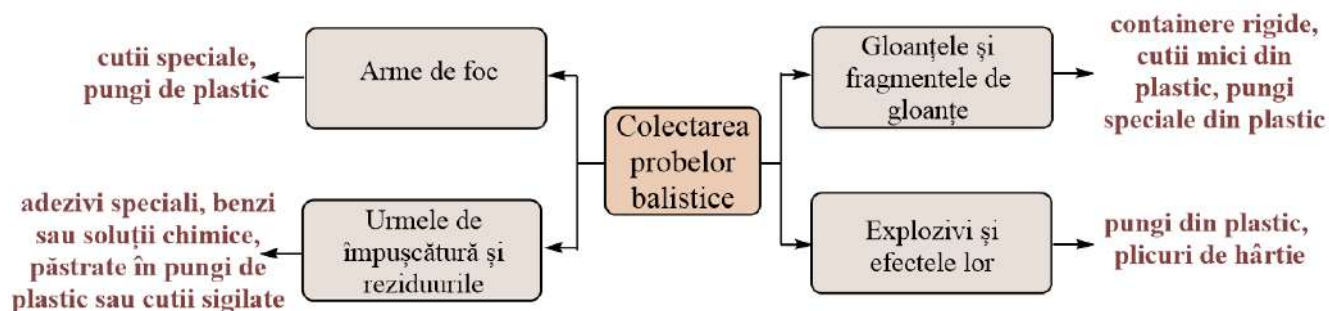 cutii speciale,
pungi de plastic
Arme de foc
adezivi speciali, benzi
sau soluții chimice,
păstrate în pungi de
plastic sau cutii sigilate
Urmele de
împușcătură și
reziduurile
Colectarea
probelor
balistice
Gloanțele și
fragmentele de
gloanțe
containere rigide,
cutii mici din
plastic, pungi
speciale din plastic
Explozivi și
efectele lor
pungi din plastic,
plicuri de hârtie